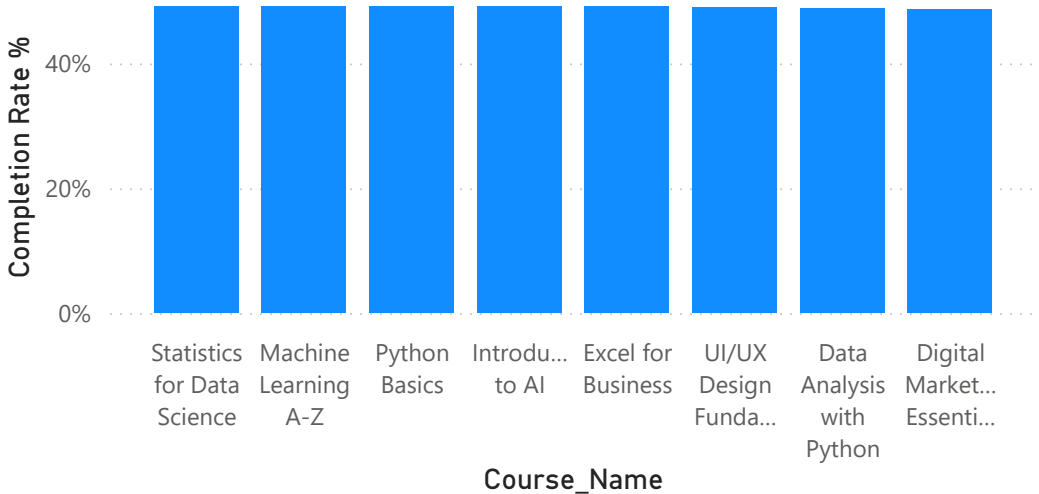 Completion Rate %
40%
20%
0%
Statistics for Data Science
Machine Learning A-Z
Python Basics
Introdu... to AI
Excel for Business
UI/UX Design Funda...
Data Analysis with Python
Digital Market... Essenti...
Course_Name